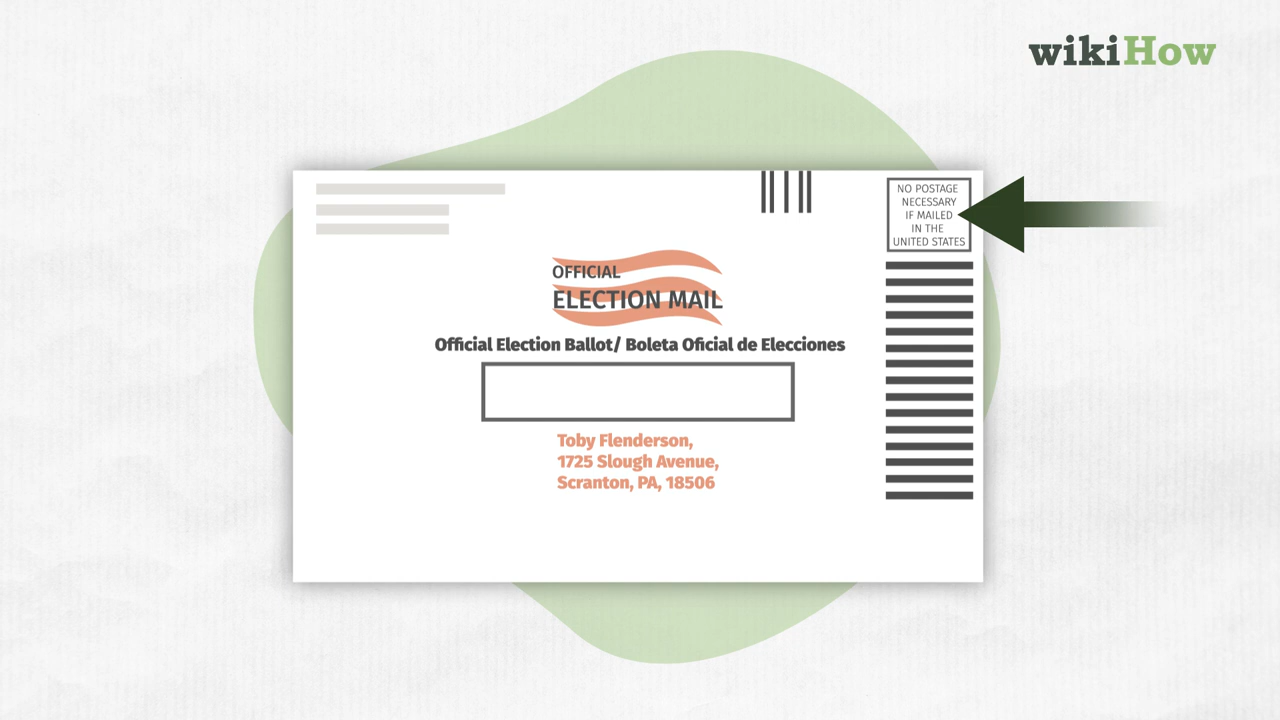 wikiHow
NO POSTAGE
NECESSARY
IF MAILED
IN THE
UNITED STATES
OFFICIAL
ELECTION MAIL
Official Election Ballot/ Boleta Oficial de Elecciones
Toby Flenderson,
1725 Slough Avenue,
Scranton, PA, 18506